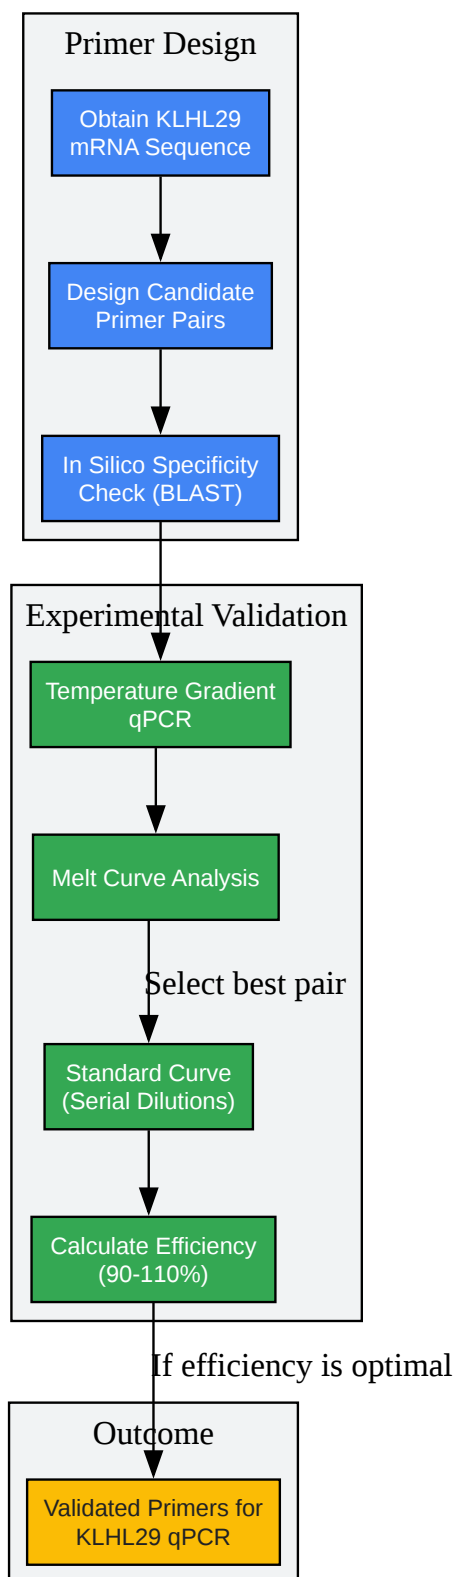 Primer Design
Obtain KLHL29
mRNA Sequence
Design Candidate
Primer Pairs
In Silico Specificity
Check (BLAST)
Experimental Validation
Temperature Gradient
qPCR
Melt Curve Analysis
Select best pair
Standard Curve
(Serial Dilutions)
Calculate Efficiency
(90-110%)
If efficiency is optimal
Outcome
Validated Primers for
KLHL29 qPCR